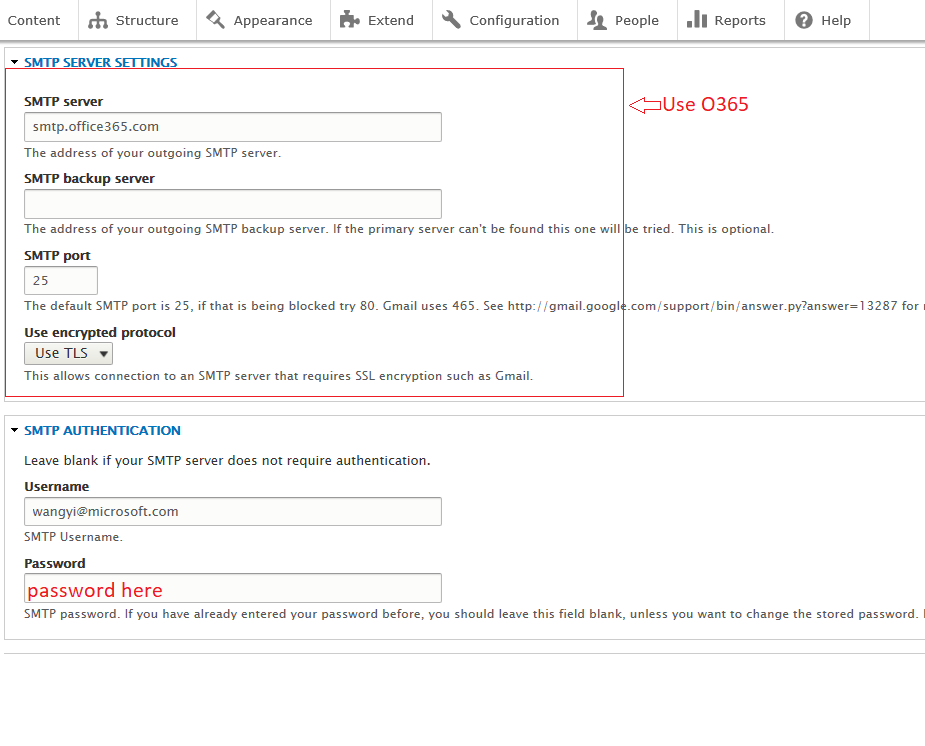 Content Structure Appearance Extend Configuration People Reports Help
SMTP SERVER SETTINGS
SMTP server
Use O365
smtp.office365.com
The address of your outgoing SMTP server.
SMTP backup server
The address of your outgoing SMTP backup server. If the primary server can't be found this one will be tried. This is optional.
SMTP port
25
The default SMTP port is 25, if that is being blocked try 80. Gmail uses 465. See http://gmail.google.com/support/bin/answer.py?answer=13287 for
Use encrypted protocol
Use TLS
This allows connection to an SMTP server that requires SSL encryption such as Gmail.
SMTP AUTHENTICATION
Leave blank if your SMTP server does not require authentication.
Username
wangyi@microsoft.com
SMTP Username.
Password
password here
SMTP password. If you have already entered your password before, you should leave this field blank, unless you want to change the stored password.